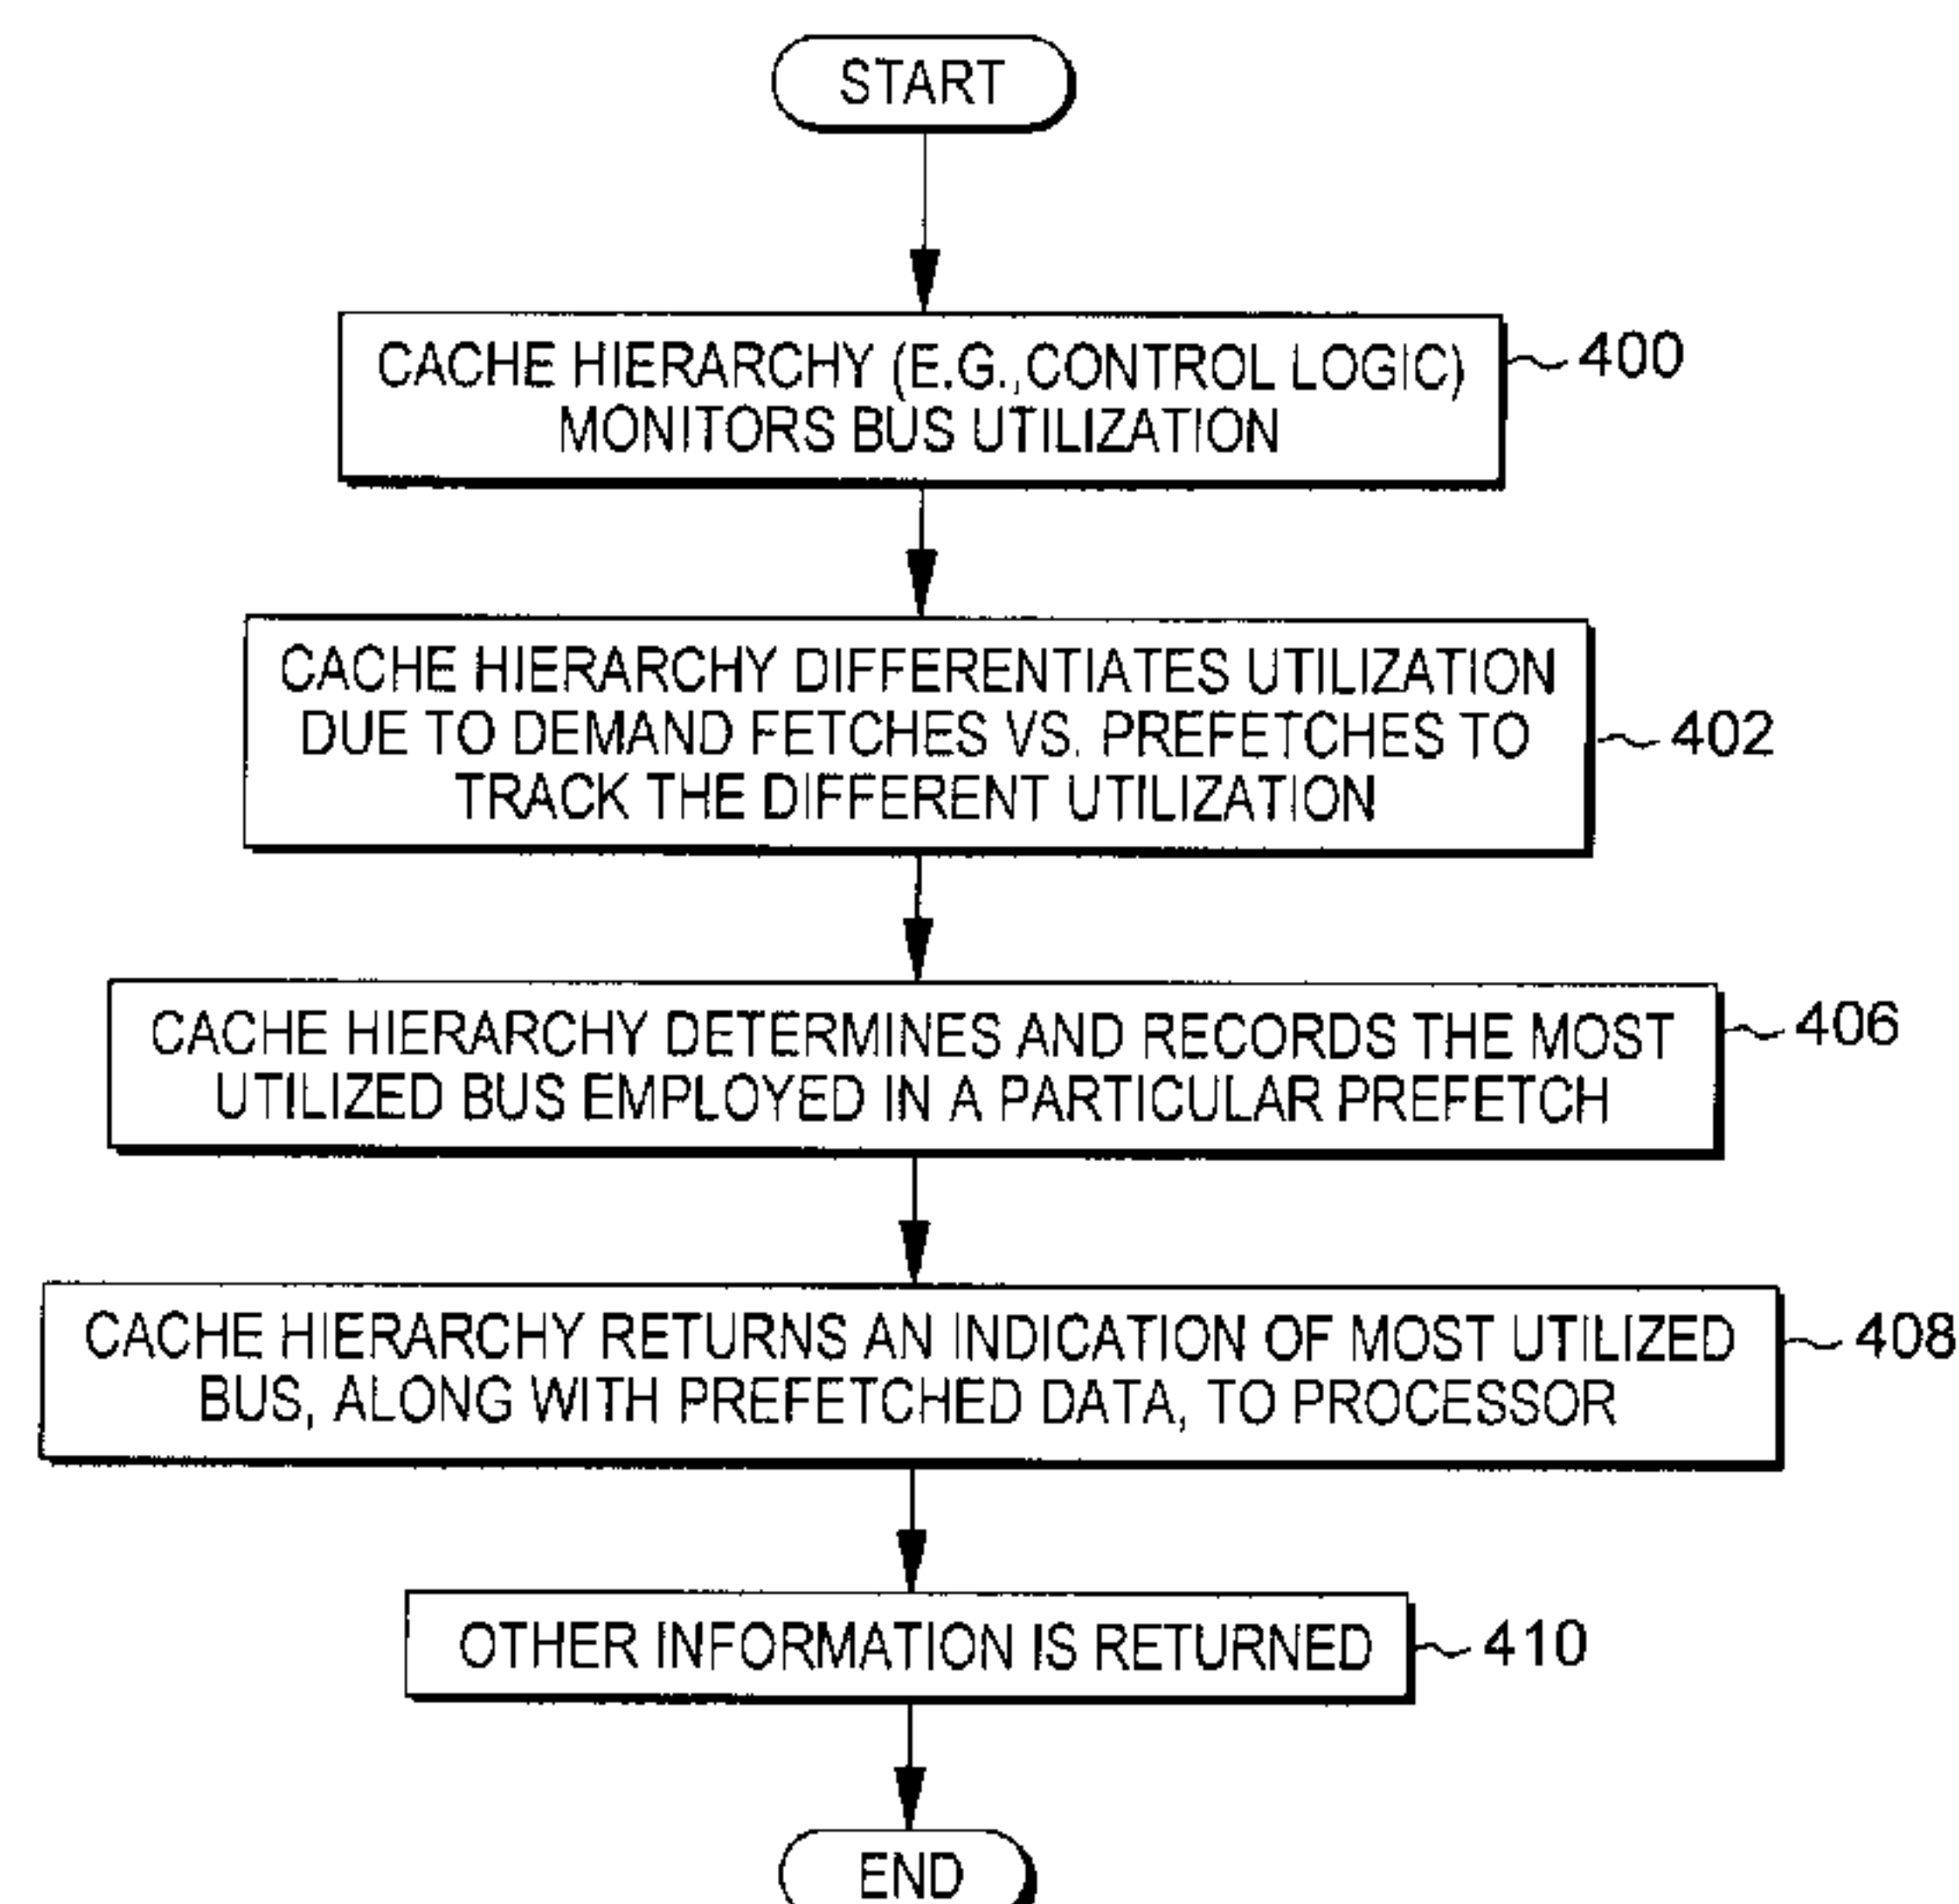 START
CACHE HIERARCHY (E.G.,CONTROL LOGIC)
MONITORS BUS UTILIZATION
400
CACHE HIERARCHY DIFFERENTIATES UTILIZATION
DUE TO DEMAND FETCHES VS. PREFETCHES TO
TRACK THE DIFFERENT UTILIZATION
402
CACHE HIERARCHY DETERMINES AND RECORDS THE MOST
UTILIZED BUS EMPLOYED IN A PARTICULAR PREFETCH
406
CACHE HIERARCHY RETURNS AN INDICATION OF MOST UTILIZED
BUS, ALONG WITH PREFETCHED DATA, TO PROCESSOR
408
OTHER INFORMATION IS RETURNED
410
END